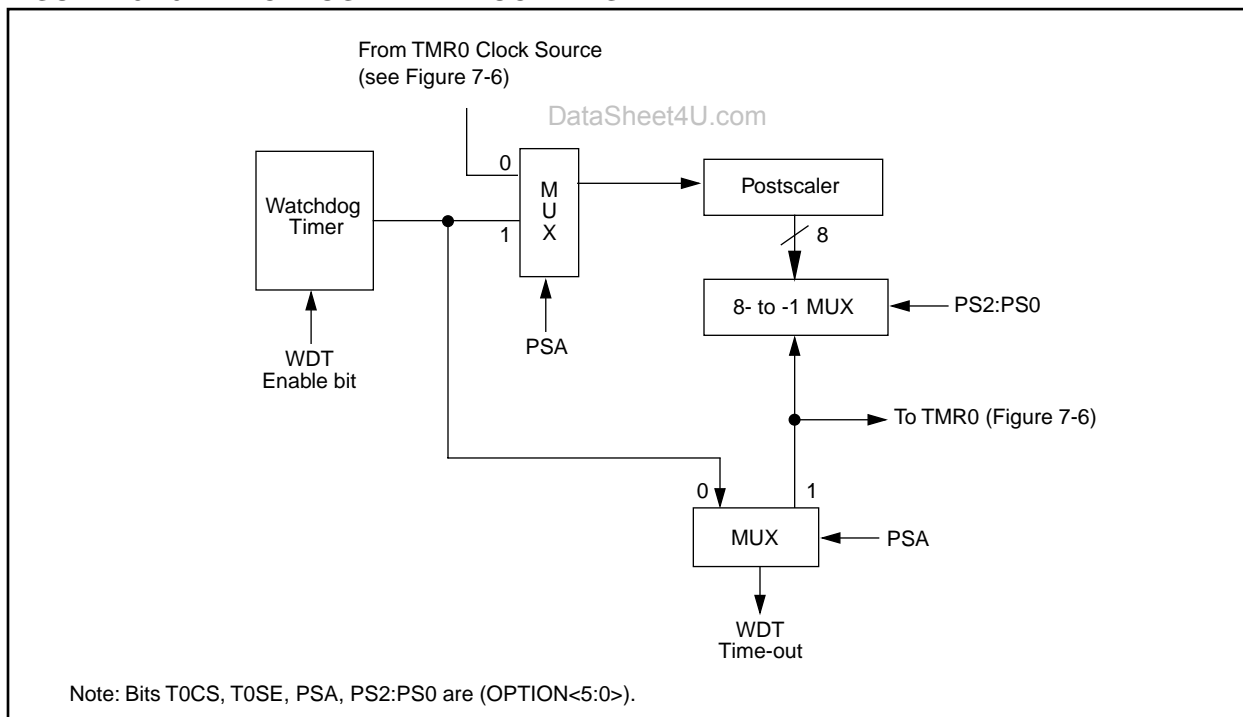 From TMR0 Clock Source
(see Figure 7-6)
DataSheet4U.com
0
M
U
X
Postscaler
Watchdog
Timer
1
8
8- to -1 MUX
PS2:PS0
PSA
WDT
Enable bit
To TMR0 (Figure 7-6)
0
1
MUX
PSA
WDT
Time-out
Note: Bits T0CS, T0SE, PSA, PS2:PS0 are (OPTION<5:0>).